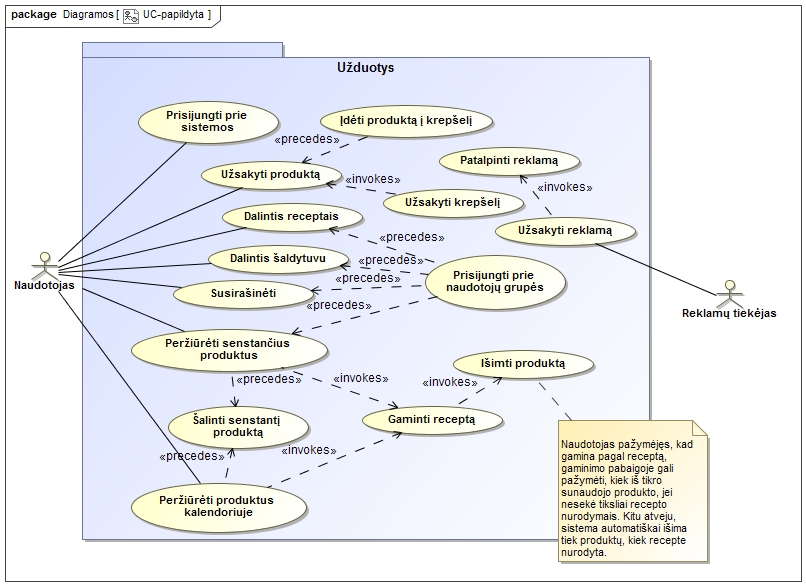 package Diagramos [ UC-papildyta ]
Užduotys
Prisijungti prie
sistemos
Įdėti produktą į krepšelį
«precedes»
Patalpinti reklamą
Užsakyti produktą
«invokes»
«invokes»
Užsakyti krepšelį
Dalintis receptais
Užsakyti reklamą
«precedes»
Dalintis šaldytuvu
«precedes»
Prisijungti prie
naudotojų grupės
«precedes»
Naudotojas
Susirašinėti
«precedes»
Reklamų tiekėjas
Peržiūrėti senstančius
produktus
Išimti produktą
«precedes»
«invokes»
«invokes»
Šalinti senstantį
produktą
Gaminti receptą
«precedes»
«invokes»
Peržiūrėti produktus
kalendoriuje
Naudotojas pažymėjęs, kad
gamina pagal receptą,
gaminimo pabaigoje gali
pažymėti, kiek iš tikro
sunaudojo produkto, jei
nesekė tiksliai recepto
nurodymais. Kitu atveju,
sistema automatiškai išima
tiek produktų, kiek recepte
nurodyta.